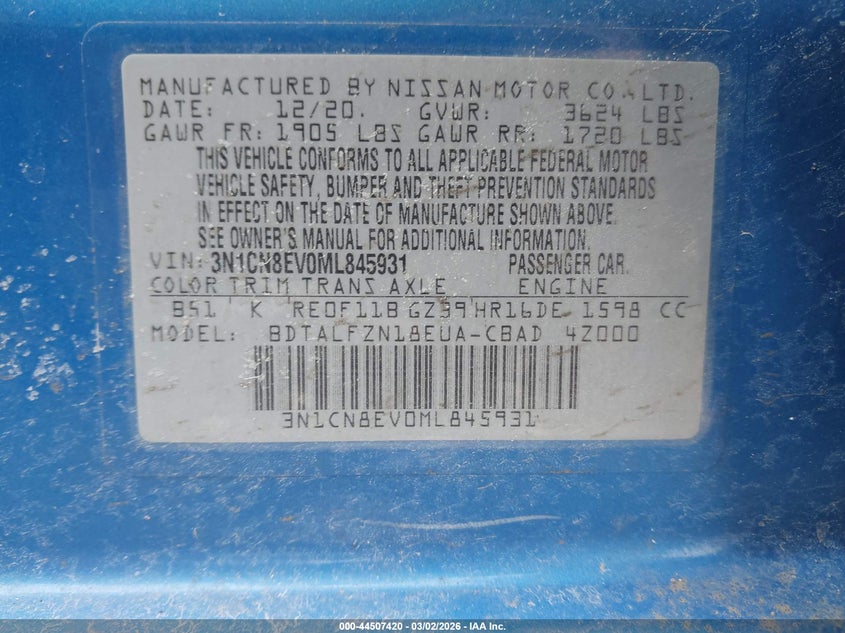 MANUFACTURED BY NISSAN MOTOR CO.,LTD.
DATE: 12/20. GVWR: 3624 LBS
GAWR FR: 1905 LBS GAWR RR: 1720 LBS
THIS VEHICLE CONFORMS TO ALL APPLICABLE FEDERAL MOTOR
VEHICLE SAFETY, BUMPER AND THEFT PREVENTION STANDARDS
IN EFFECT ON THE DATE OF MANUFACTURE SHOWN ABOVE.
SEE OWNER'S MANUAL FOR ADDITIONAL INFORMATION.
VIN: 3N1CN8EV0ML845931 PASSENGER CAR.
COLOR TRIM TRANS AXLE ENGINE
B51 K RE0F11B GZ59 HR16DE 1598 CC
MODEL: BDTALFZN18EUA-CBAD 4Z000
3N1CN8EV0ML845931
000-44507420 - 03/02/2026 - IAA Inc.